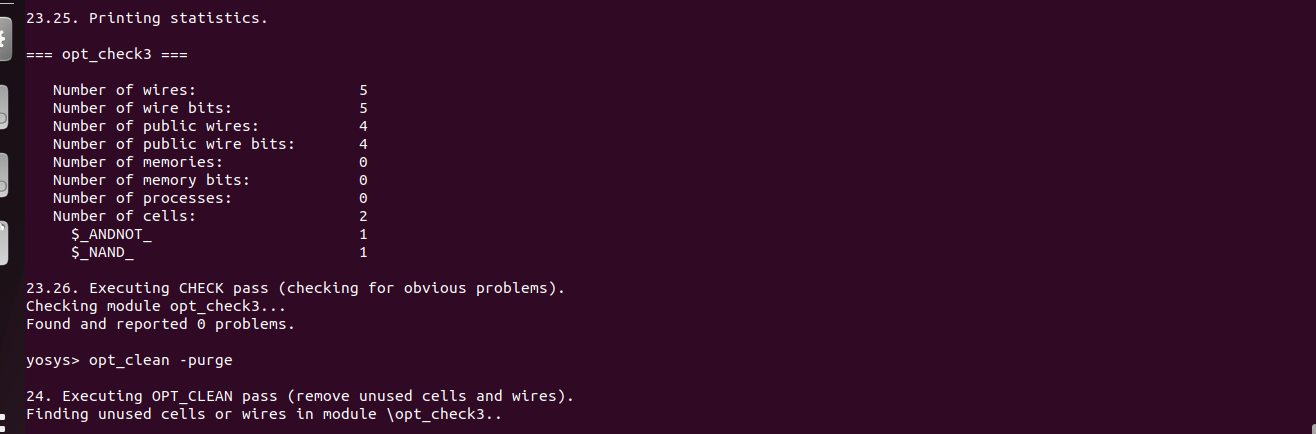 23.25. Printing statistics.
=== opt_check3 ===
Number of wires: 5
Number of wire bits: 5
Number of public wires: 4
Number of public wire bits: 4
Number of memories: 0
Number of memory bits: 0
Number of processes: 0
Number of cells: 2
$_ANDNOT_ 1
$_NAND_ 1
23.26. Executing CHECK pass (checking for obvious problems).
Checking module opt_check3...
Found and reported 0 problems.
yosys> opt_clean -purge
24. Executing OPT_CLEAN pass (remove unused cells and wires).
Finding unused cells or wires in module \opt_check3..